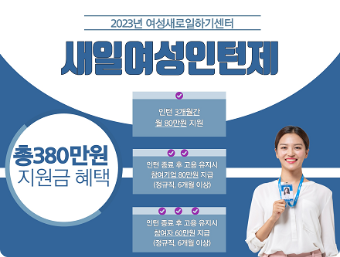 2023년 여성새로일하기센터
새일여성인턴제
총380만원
지원금 혜택
인턴 3개월간
월 80만원 지원
인턴 종료 후 고용 유지시
참여기업 80만원 지급
(정규직, 6개월 이상)
인턴 종료 후 고용 유지시
참여자 60만원 지급
(정규직, 6개월 이상)